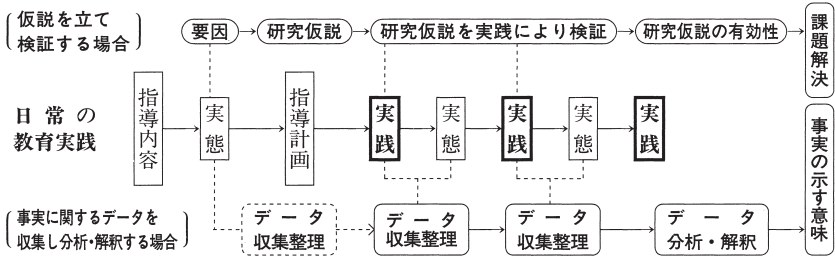 仮説を立て
検証する場合
要因
研究仮説
研究仮説を実践により検証
研究仮説の有効性
課題解決
日常の
教育実践
指導内容
実態
指導計画
実践
実態
実践
実態
実践
事実の示す意味
事実に関するデータを
収集し分析・解釈する場合
データ
収集整理
データ
収集整理
データ
収集整理
データ
分析・解釈